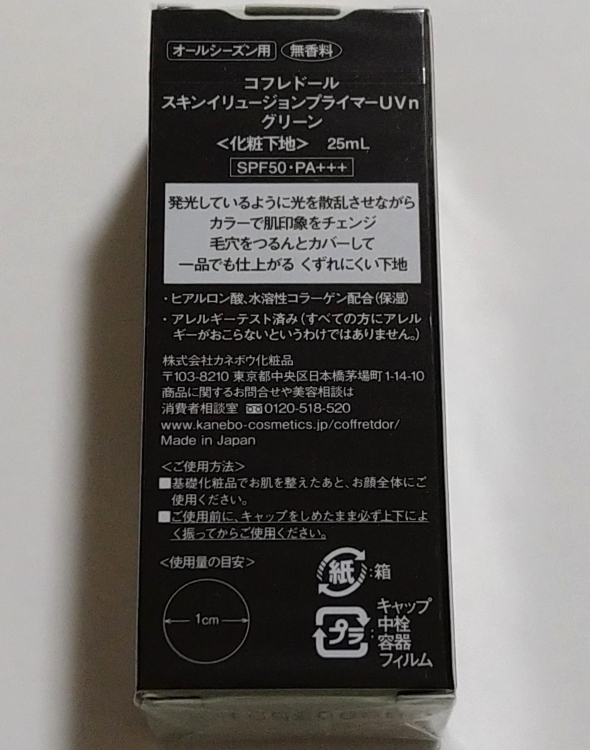 オールシーズン用 無香料
コフレドール
スキンイリュージョンプライマーUVn
グリーン
<化粧下地> 25mL
SPF50・PA+++
発光しているように光を散乱させながら
カラーで肌印象をチェンジ
毛穴をつるんとカバーして
一品でも仕上がる くずれにくい下地
・ヒアルロン酸、水溶性コラーゲン配合(保湿)
・アレルギーテスト済み(すべての方にアレル
ギーがおこらないというわけではありません。)
株式会社カネボウ化粧品
〒103-8210 東京都中央区日本橋茅場町1-14-10
商品に関するお問合せや美容相談は
消費者相談室 0120-518-520
www.kanebo-cosmetics.jp/coffretdor/
Made in Japan
<ご使用方法>
■基礎化粧品でお肌を整えたあと、お顔全体にご
使用ください。
■ご使用前に、キャップをしめたまま必ず上下によ
く振ってからご使用ください。
<使用量の目安>
1cm
紙:箱
プラ:キャップ
中栓
容器
フィルム